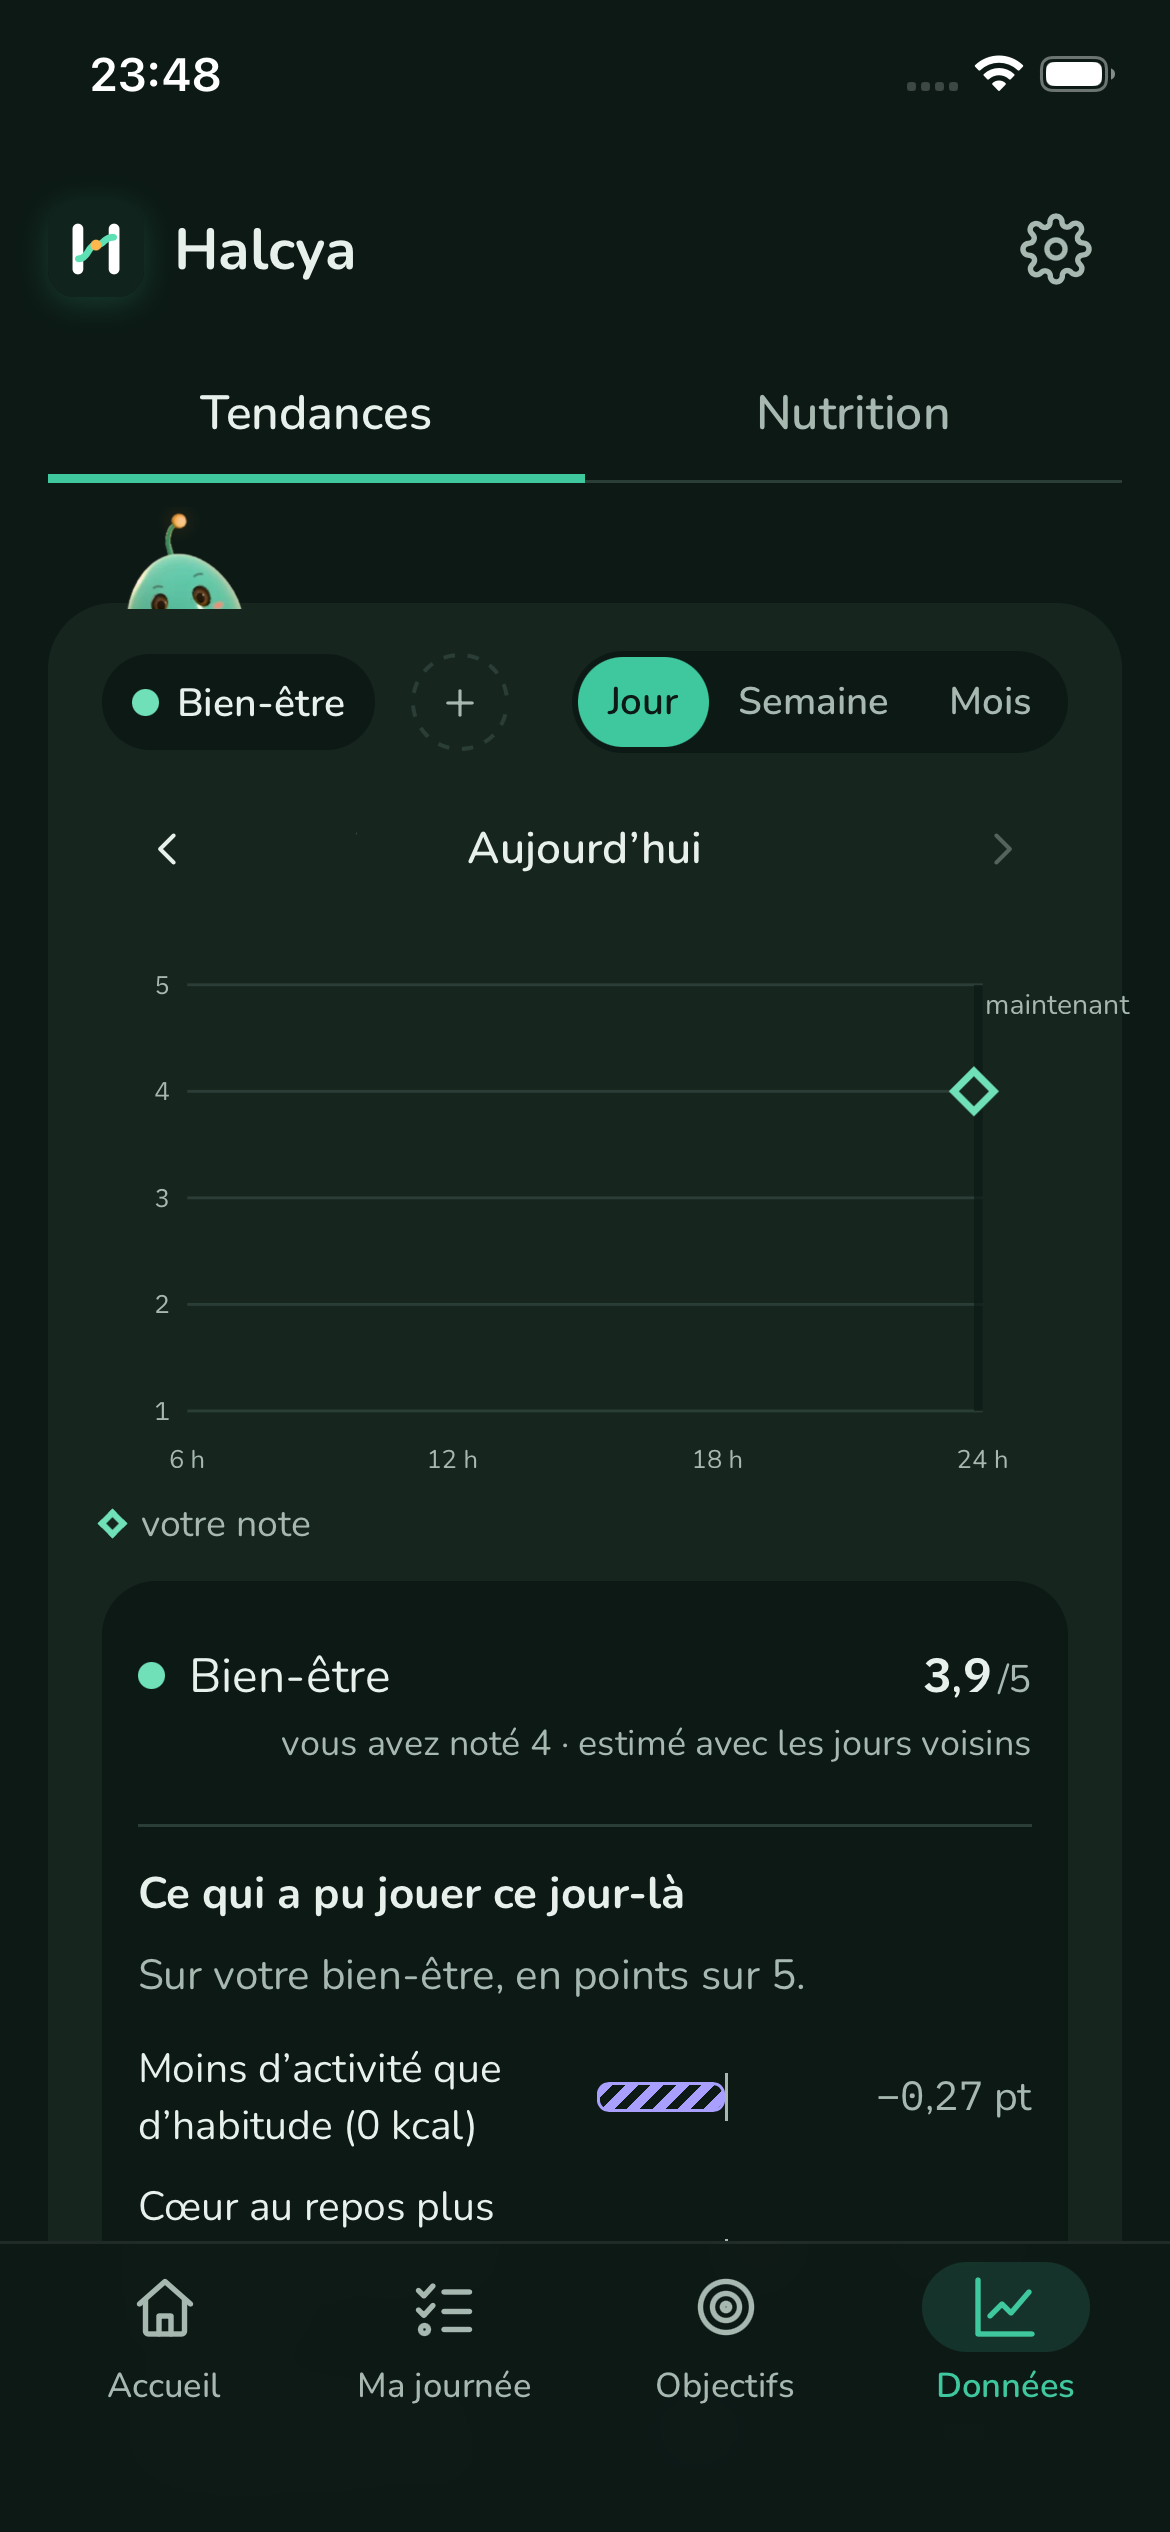 23:48
Halcya
Tendances
Nutrition
Bien-être
+
Jour
Semaine
Mois
Aujourd’hui
5
maintenant
4
3
2
1
6 h
12 h
18 h
24 h
votre note
Bien-être
3,9 /5
vous avez noté 4 · estimé avec les jours voisins
Ce qui a pu jouer ce jour-là
Sur votre bien-être, en points sur 5.
Moins d’activité que
d’habitude (0 kcal)
−0,27 pt
Cœur au repos plus
Accueil
Ma journée
Objectifs
Données